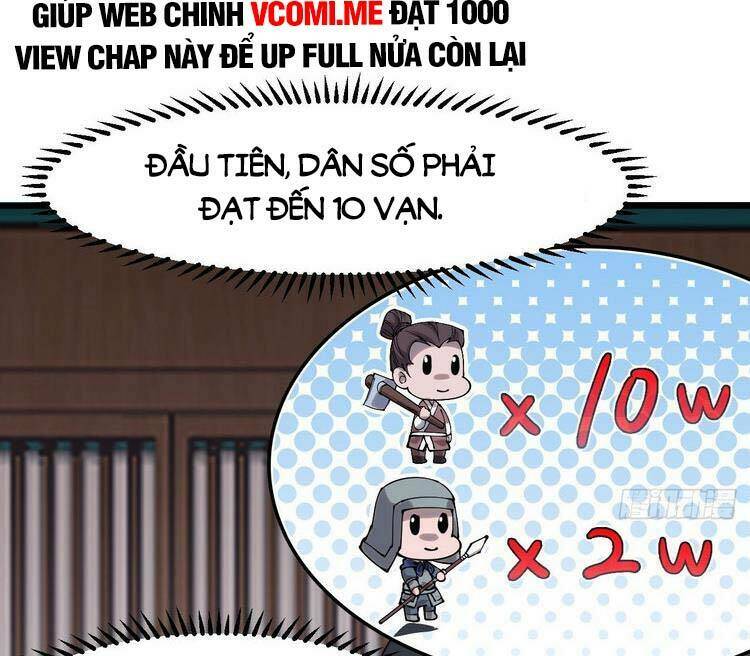 GIÚP WEB CHINH VCOMI.ME ĐẠT 1000
VIEW CHAP NÀY ĐỂ UP FULL NỬA CÒN LẠI
ĐẦU TIÊN, DÂN SỐ PHẢI
ĐẠT ĐẾN 10 VẠN.
x 10 w
x 2 w